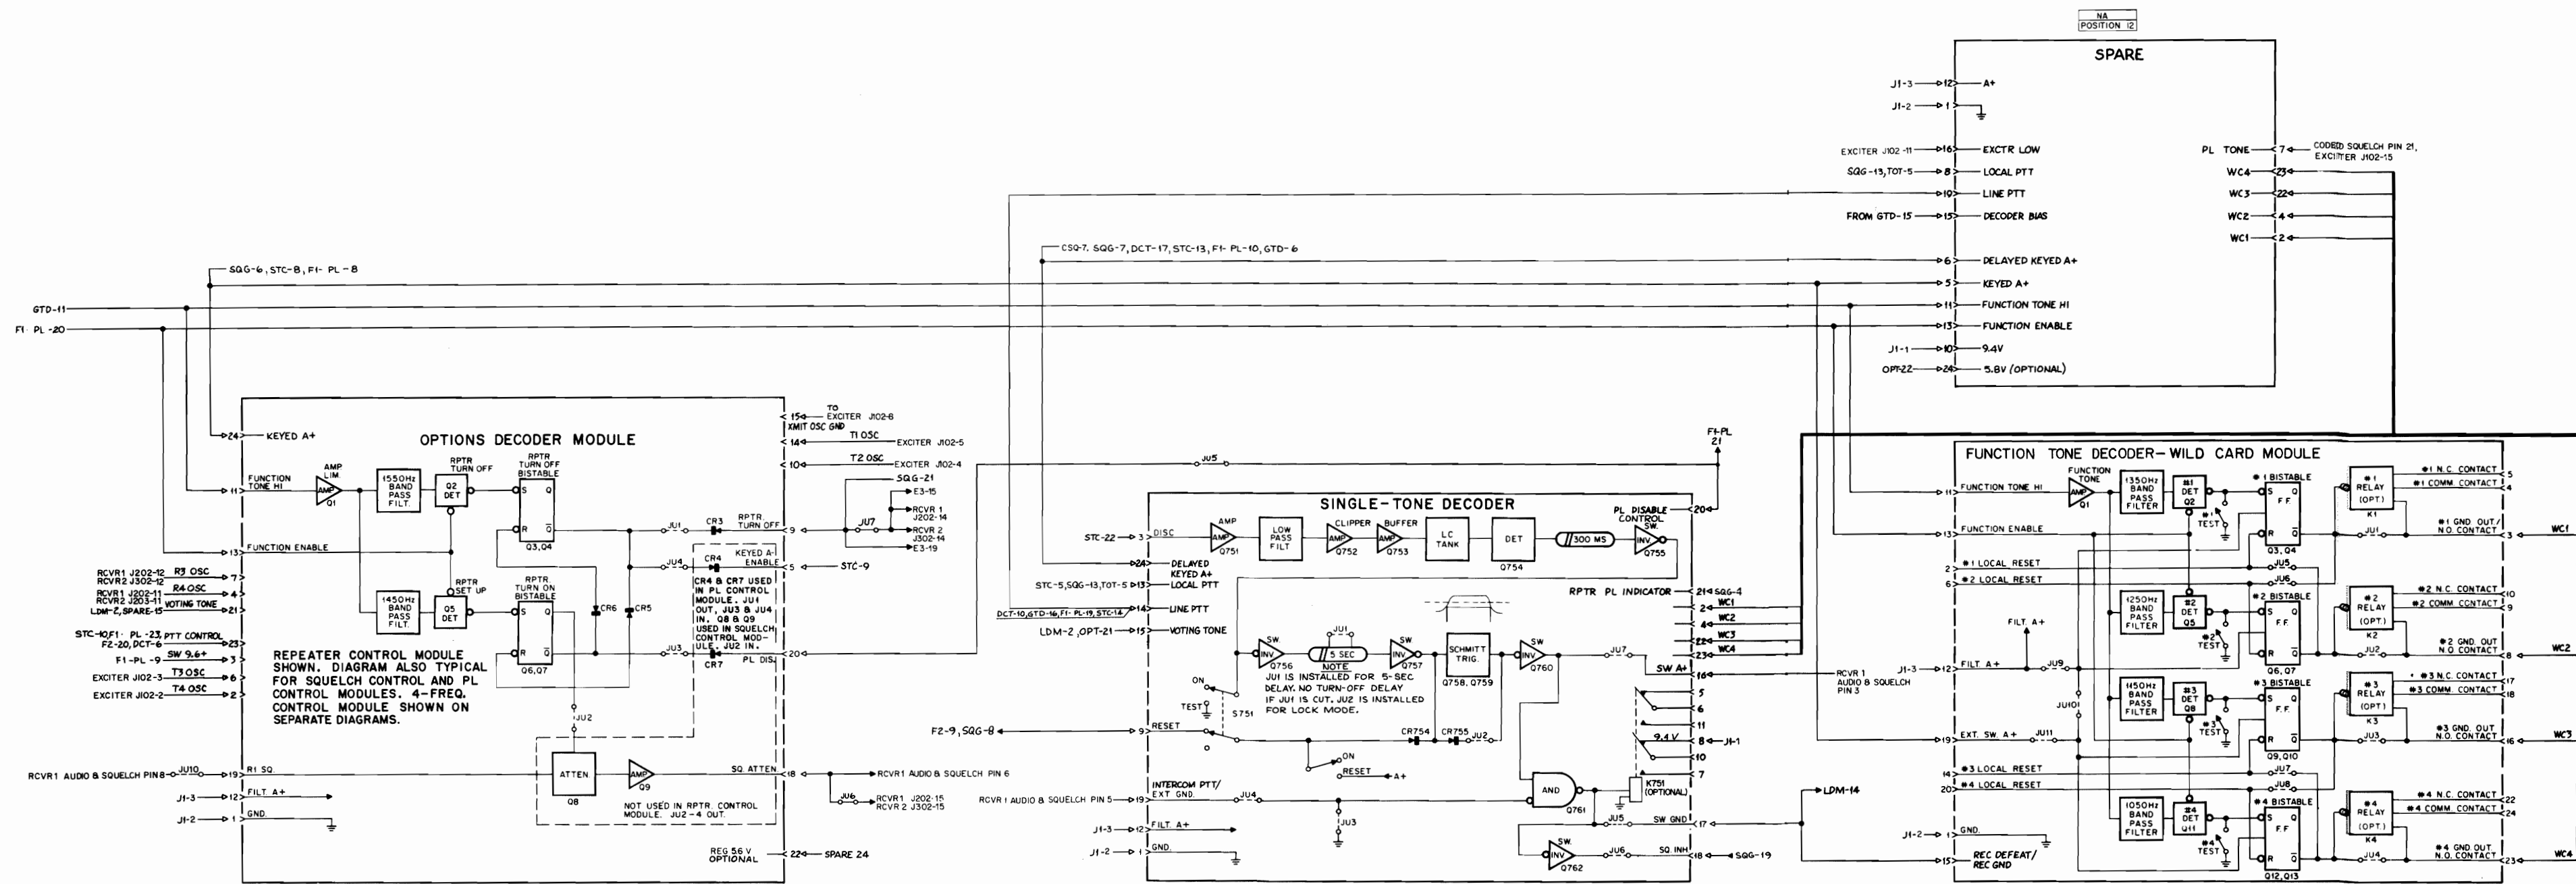 NA
POSITION 12
SPARE
J1-3
12
A+
J1-2
1
EXCITER J102-11
16
EXCTR LOW
SQG-13,TOT-5
8
LOCAL PTT
19
LINE PTT
FROM GTD-15
15
DECODER BIAS
6
DELAYED KEYED A+
5
KEYED A+
11
FUNCTION TONE HI
13
FUNCTION ENABLE
J1-1
10
9.4V
OPT-22
24
5.8V (OPTIONAL)
PL TONE
7
CODED SQUELCH PIN 21,
EXCITER J102-15
WC4
23
WC3
22
WC2
4
WC1
2
CSQ-7, SQG-7, DCT-17, STC-13, F1-PL-10, GTD-6
SQG-6, STC-8, F1-PL-8
GTD-11
F1-PL-20
OPTIONS DECODER MODULE
24
KEYED A+
11
FUNCTION
TONE HI
AMP
LIM.
AMP
Q1
1550Hz
BAND
PASS
FILT.
RPTR
TURN OFF
Q2
DET
RPTR
TURN OFF
BISTABLE
S Q
R Q
Q3,Q4
13
FUNCTION ENABLE
1450Hz
BAND
PASS
FILT.
RPTR
SET UP
Q5
DET
RPTR.
TURN ON
BISTABLE
S Q
R Q
Q6,Q7
CR6
CR5
JU1
CR3
RPTR.
TURN OFF
9
JU4
CR4
KEYED A-
ENABLE
5
STC-9
CR4 & CR7 USED
IN PL CONTROL
MODULE. JU1
OUT, JU3 & JU4
IN. Q8 & Q9
USED IN SQUELCH
CONTROL MOD-
ULE. JU2 IN.
JU3
CR7
PL DIS.
20
15
TO
EXCITER J102-8
XMIT OSC GND
14
T1 OSC
EXCITER J102-5
10
T2 OSC
EXCITER J102-4
SQG-21
E3-15
RCVR 1
J202-14
JU7
RCVR 2
J302-14
E3-19
RCVR1 J202-12
RCVR2 J302-12
R3 OSC
7
RCVR1 J202-11
RCVR2 J203-11
R4 OSC
4
LDM-2, SPARE-15
VOTING TONE
21
STC-10,F1-PL-23,
F2-20,DCT-6
PTT CONTROL
23
F1-PL-9
SW 9.6+
3
EXCITER J102-3
T3 OSC
6
EXCITER J102-2
T4 OSC
2
REPEATER CONTROL MODULE
SHOWN. DIAGRAM ALSO TYPICAL
FOR SQUELCH CONTROL AND PL
CONTROL MODULES. 4-FREQ.
CONTROL MODULE SHOWN ON
SEPARATE DIAGRAMS.
JU2
RCVR1 AUDIO & SQUELCH PIN 8
JU10
19
R1 SQ.
ATTEN
Q8
AMP
Q9
SQ. ATTEN
18
RCVR1 AUDIO & SQUELCH PIN 6
JU6
RCVR1 J202-15
RCVR 2 J302-15
J1-3
12
FILT. A+
J1-2
1
GND.
NOT USED IN RPTR. CONTROL
MODULE. JU2-4 OUT.
REG 5.6 V
OPTIONAL
22
SPARE 24
JU5
F1-PL
21
SINGLE-TONE DECODER
PL DISABLE
CONTROL
20
STC-22
3
DISC
AMP
AMP
Q751
LOW
PASS
FILT
CLIPPER
AMP
Q752
BUFFER
AMP
Q753
LC
TANK
DET
Q754
300 MS
SW.
INV
Q755
24
DELAYED
KEYED A+
STC-5,SQG-13,TOT-5
13
LOCAL PTT
DCT-10,GTD-16,F1-PL-19,STC-14
14
LINE PTT
LDM-2,OPT-21
15
VOTING TONE
RPTR PL INDICATOR
21
SQG-4
2
WC1
4
WC2
22
WC3
23
WC4
SW.
INV
Q756
JU1
5 SEC
SW
INV
Q757
SCHMITT
TRIG.
Q758, Q759
SW.
INV
Q760
JU7
SW A+
16
RCVR 1
AUDIO & SQUELCH
PIN 3
NOTE
JU1 IS INSTALLED FOR 5-SEC
DELAY. NO TURN-OFF DELAY
IF JU1 IS CUT. JU2 IS INSTALLED
FOR LOCK MODE.
ON
TEST
S751
F2-9,SQG-8
9
RESET
CR754
CR755
JU2
ON
RESET
A+
5
6
11
9.4 V
8
J1-1
10
7
K751
(OPTIONAL)
RCVR 1 AUDIO & SQUELCH PIN 5
19
INTERCOM PTT/
EXT GND.
JU4
JU3
AND
Q761
JU5
SW GND
17
LDM-14
J1-3
12
FILT. A+
J1-2
1
GND.
SW.
INV
Q762
JU6
SQ. INH
18
SQG-19
FUNCTION TONE DECODER-WILD CARD MODULE
11
FUNCTION TONE HI
FUNCTION
TONE
AMP
Q1
1350Hz
BAND
PASS
FILTER
#1
DET
Q2
#1
TEST
#1 BISTABLE
S Q
F.F.
R Q
Q3,Q4
#1
RELAY
(OPT.)
K1
#1 N.C. CONTACT
5
#1 COMM. CONTACT
4
JU1
#1 GND OUT/
N.O. CONTACT
3
WC1
13
FUNCTION ENABLE
2
#1 LOCAL RESET
JU5
6
#2 LOCAL RESET
JU6
1250Hz
BAND
PASS
FILTER
#2
DET
Q5
#2
TEST
#2 BISTABLE
S Q
F.F.
R Q
Q6,Q7
#2
RELAY
(OPT.)
K2
#2 N.C. CONTACT
10
#2 COMM. CONTACT
9
JU2
#2 GND. OUT
N.O. CONTACT
8
WC2
FILT. A+
J1-3
12
FILT. A+
JU9
JU10
1150Hz
BAND
PASS
FILTER
#3
DET
Q8
#3
TEST
#3 BISTABLE
S Q
F.F.
R Q
Q9,Q10
#3
RELAY
(OPT.)
K3
#3 N.C. CONTACT
17
#3 COMM. CONTACT
18
JU3
#3 GND. OUT
N.O. CONTACT
16
WC3
19
EXT. SW. A+
JU11
14
#3 LOCAL RESET
JU7
20
#4 LOCAL RESET
JU8
1050Hz
BAND
PASS
FILTER
#4
DET
Q11
#4
TEST
#4 BISTABLE
S Q
F.F
R Q
Q12,Q13
#4
RELAY
(OPT.)
K4
#4 N.C. CONTACT
22
#4 COMM. CONTACT
24
JU4
#4 GND OUT.
N.O. CONTACT
23
WC4
J1-2
1
GND.
15
REC DEFEAT/
REC GND